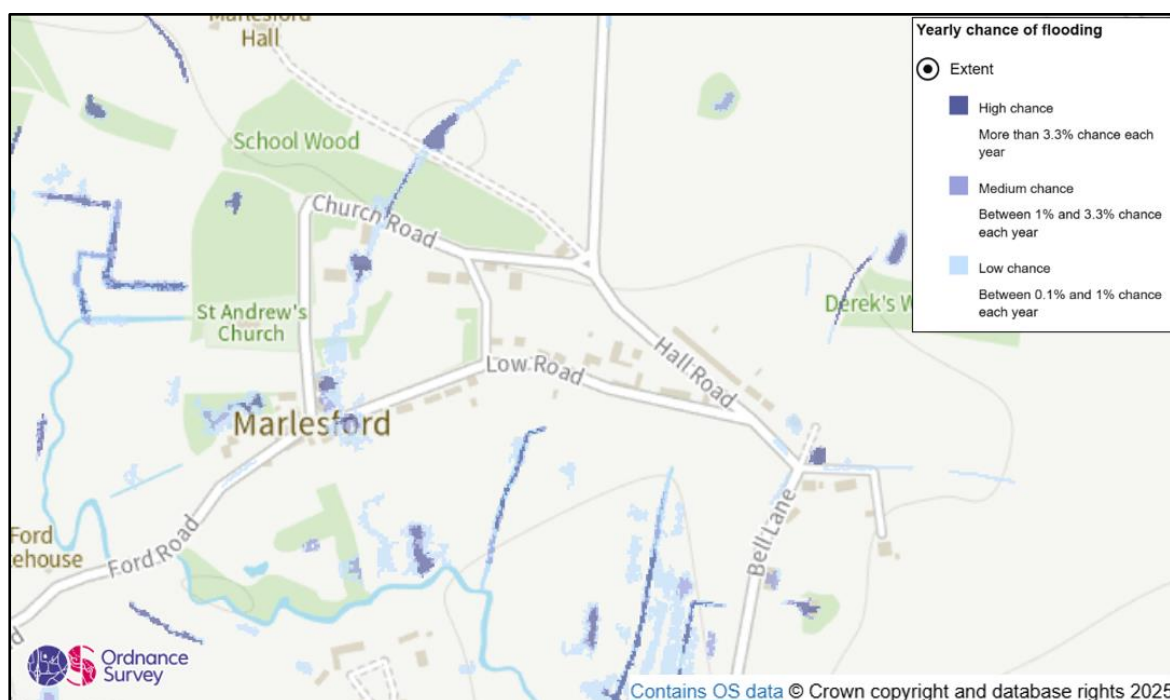 Marlesford
Hall
School Wood
Church Road
St Andrew's
Church
Derek's W
Low Road
Hall Road
Marlesford
Bell Lane
Ford
ehouse
Ford Road
d
Ordnance
Survey
Contains OS data © Crown copyright and database rights 2025
Yearly chance of flooding
Extent
High chance
More than 3.3% chance each
year
Medium chance
Between 1% and 3.3% chance
each year
Low chance
Between 0.1% and 1% chance
each year